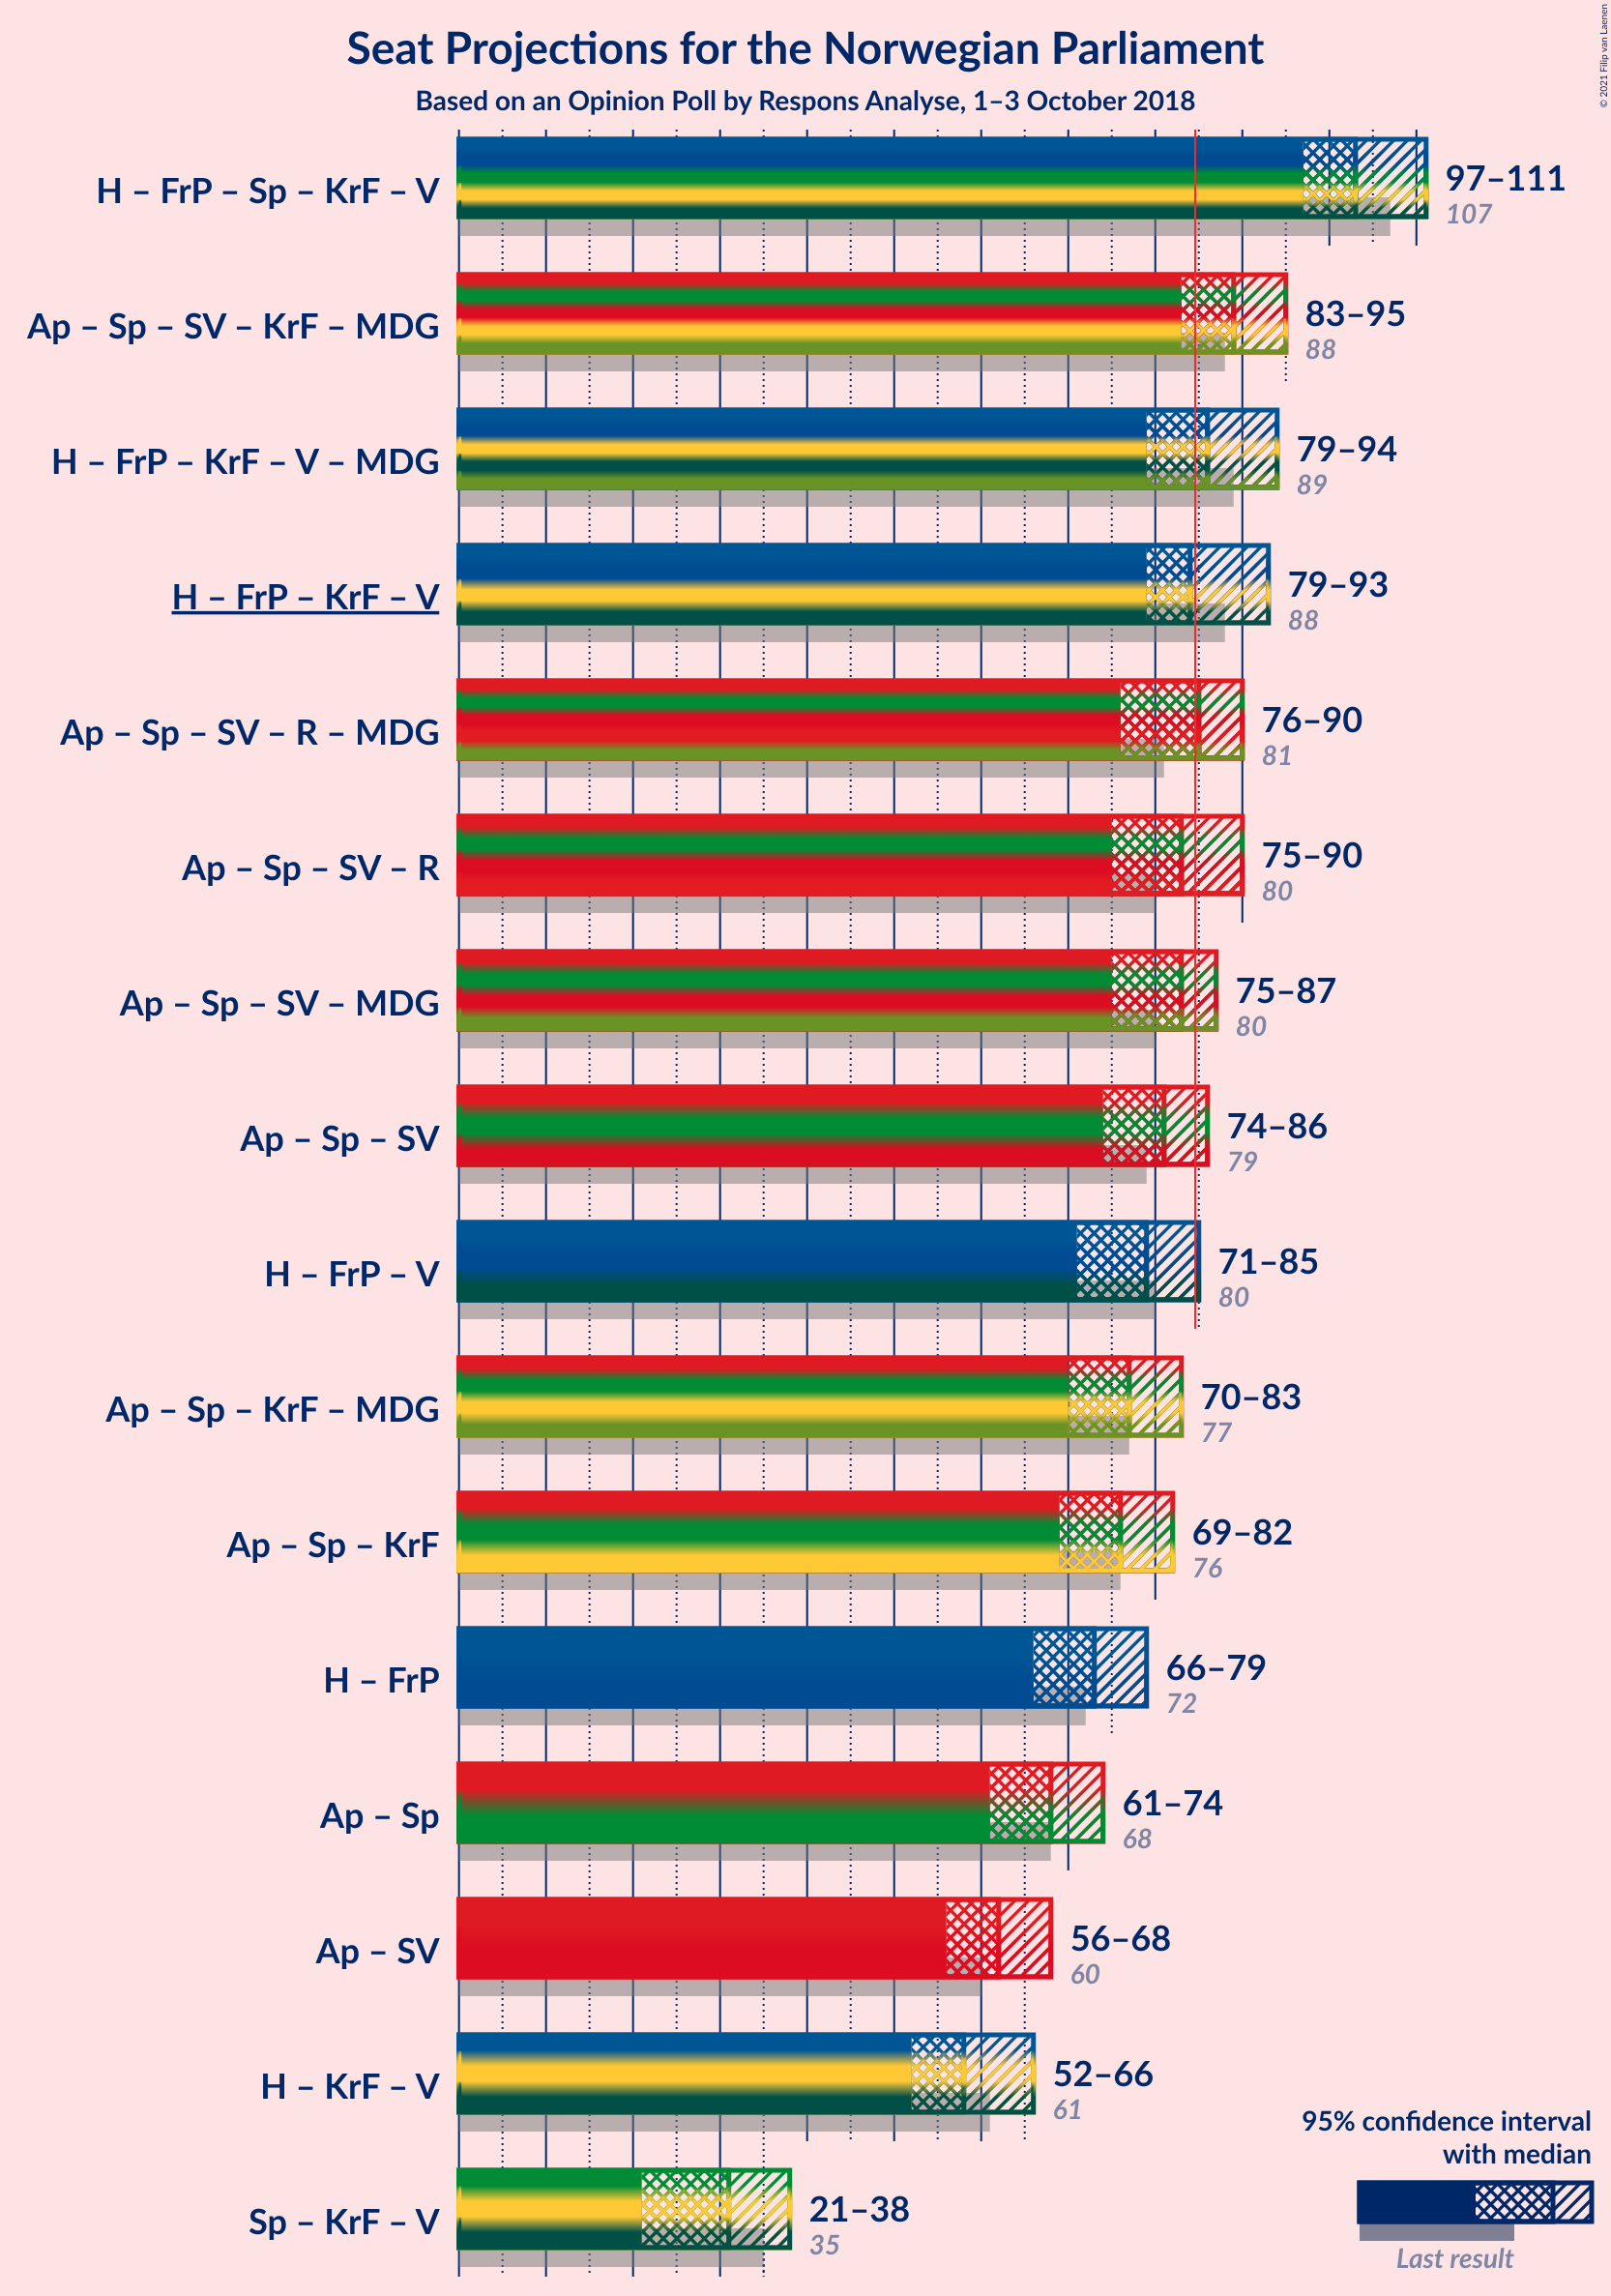 Seat Projections for the Norwegian Parliament
Based on an Opinion Poll by Respons Analyse, 1–3 October 2018
© 2021 Filip van Laenen
H – FrP – Sp – KrF – V
97–111
107
Ap – Sp – SV – KrF – MDG
83–95
88
H – FrP – KrF – V – MDG
79–94
89
H – FrP – KrF – V
79–93
88
Ap – Sp – SV – R – MDG
76–90
81
Ap – Sp – SV – R
75–90
80
Ap – Sp – SV – MDG
75–87
80
Ap – Sp – SV
74–86
79
H – FrP – V
71–85
80
Ap – Sp – KrF – MDG
70–83
77
Ap – Sp – KrF
69–82
76
H – FrP
66–79
72
Ap – Sp
61–74
68
Ap – SV
56–68
60
H – KrF – V
52–66
61
Sp – KrF – V
21–38
35
95% confidence interval
with median
Last result